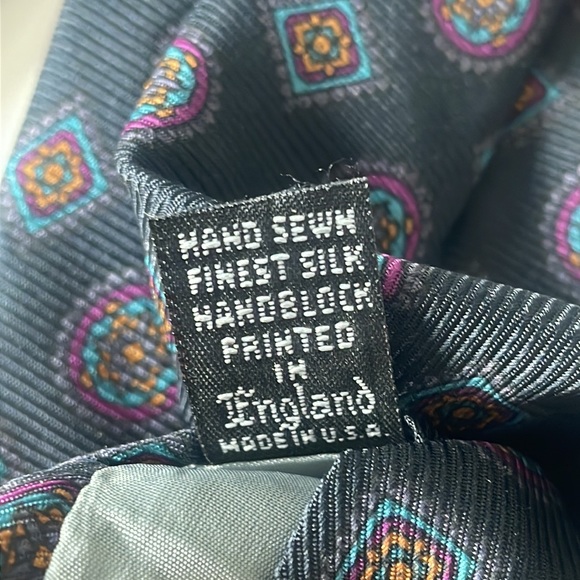 HAND SEWN
FINEST SILK
HANDBLOCK
PRINTED
IN
England
MADE IN U.S.A